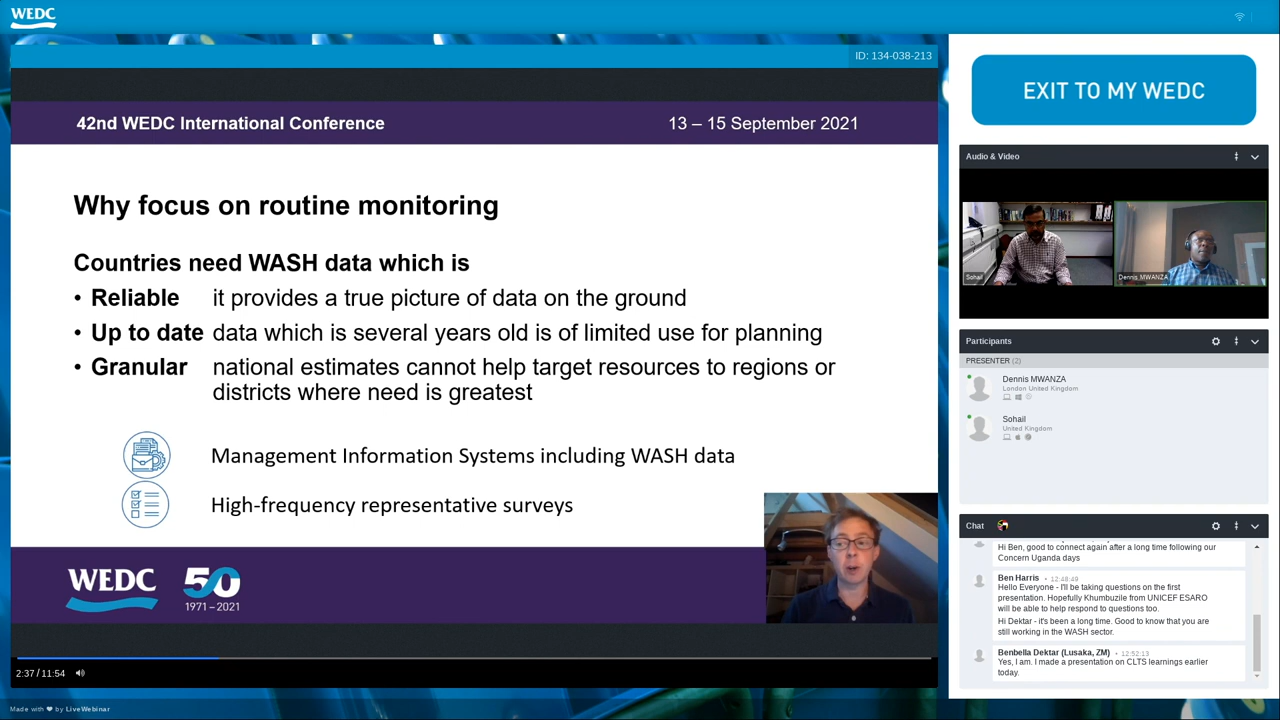 WEDC
ID: 134-038-213
42nd WEDC International Conference
13 – 15 September 2021
Why focus on routine monitoring
Countries need WASH data which is
• Reliable it provides a true picture of data on the ground
• Up to date data which is several years old is of limited use for planning
• Granular national estimates cannot help target resources to regions or
districts where need is greatest
Management Information Systems including WASH data
High-frequency representative surveys
WEDC
50
1971–2021
2:37 / 11:54
Made with ❤ by LiveWebinar
EXIT TO MY WEDC
Audio & Video
Sohail
Dennis MWANZA
Participants
PRESENTER (2)
Dennis MWANZA
London United Kingdom
Sohail
United Kingdom
Chat
Hi Ben, good to connect again after a long time following our
Concern Uganda days
Ben Harris • 12:48:49
Hello Everyone - I'll be taking questions on the first
presentation. Hopefully Khumbuzile from UNICEF ESARO
will be able to help respond to questions too.
Hi Dektar - it's been a long time. Good to know that you are
still working in the WASH sector.
Benbella Dektar (Lusaka, ZM) • 12:52:13
Yes, I am. I made a presentation on CLTS learnings earlier
today.